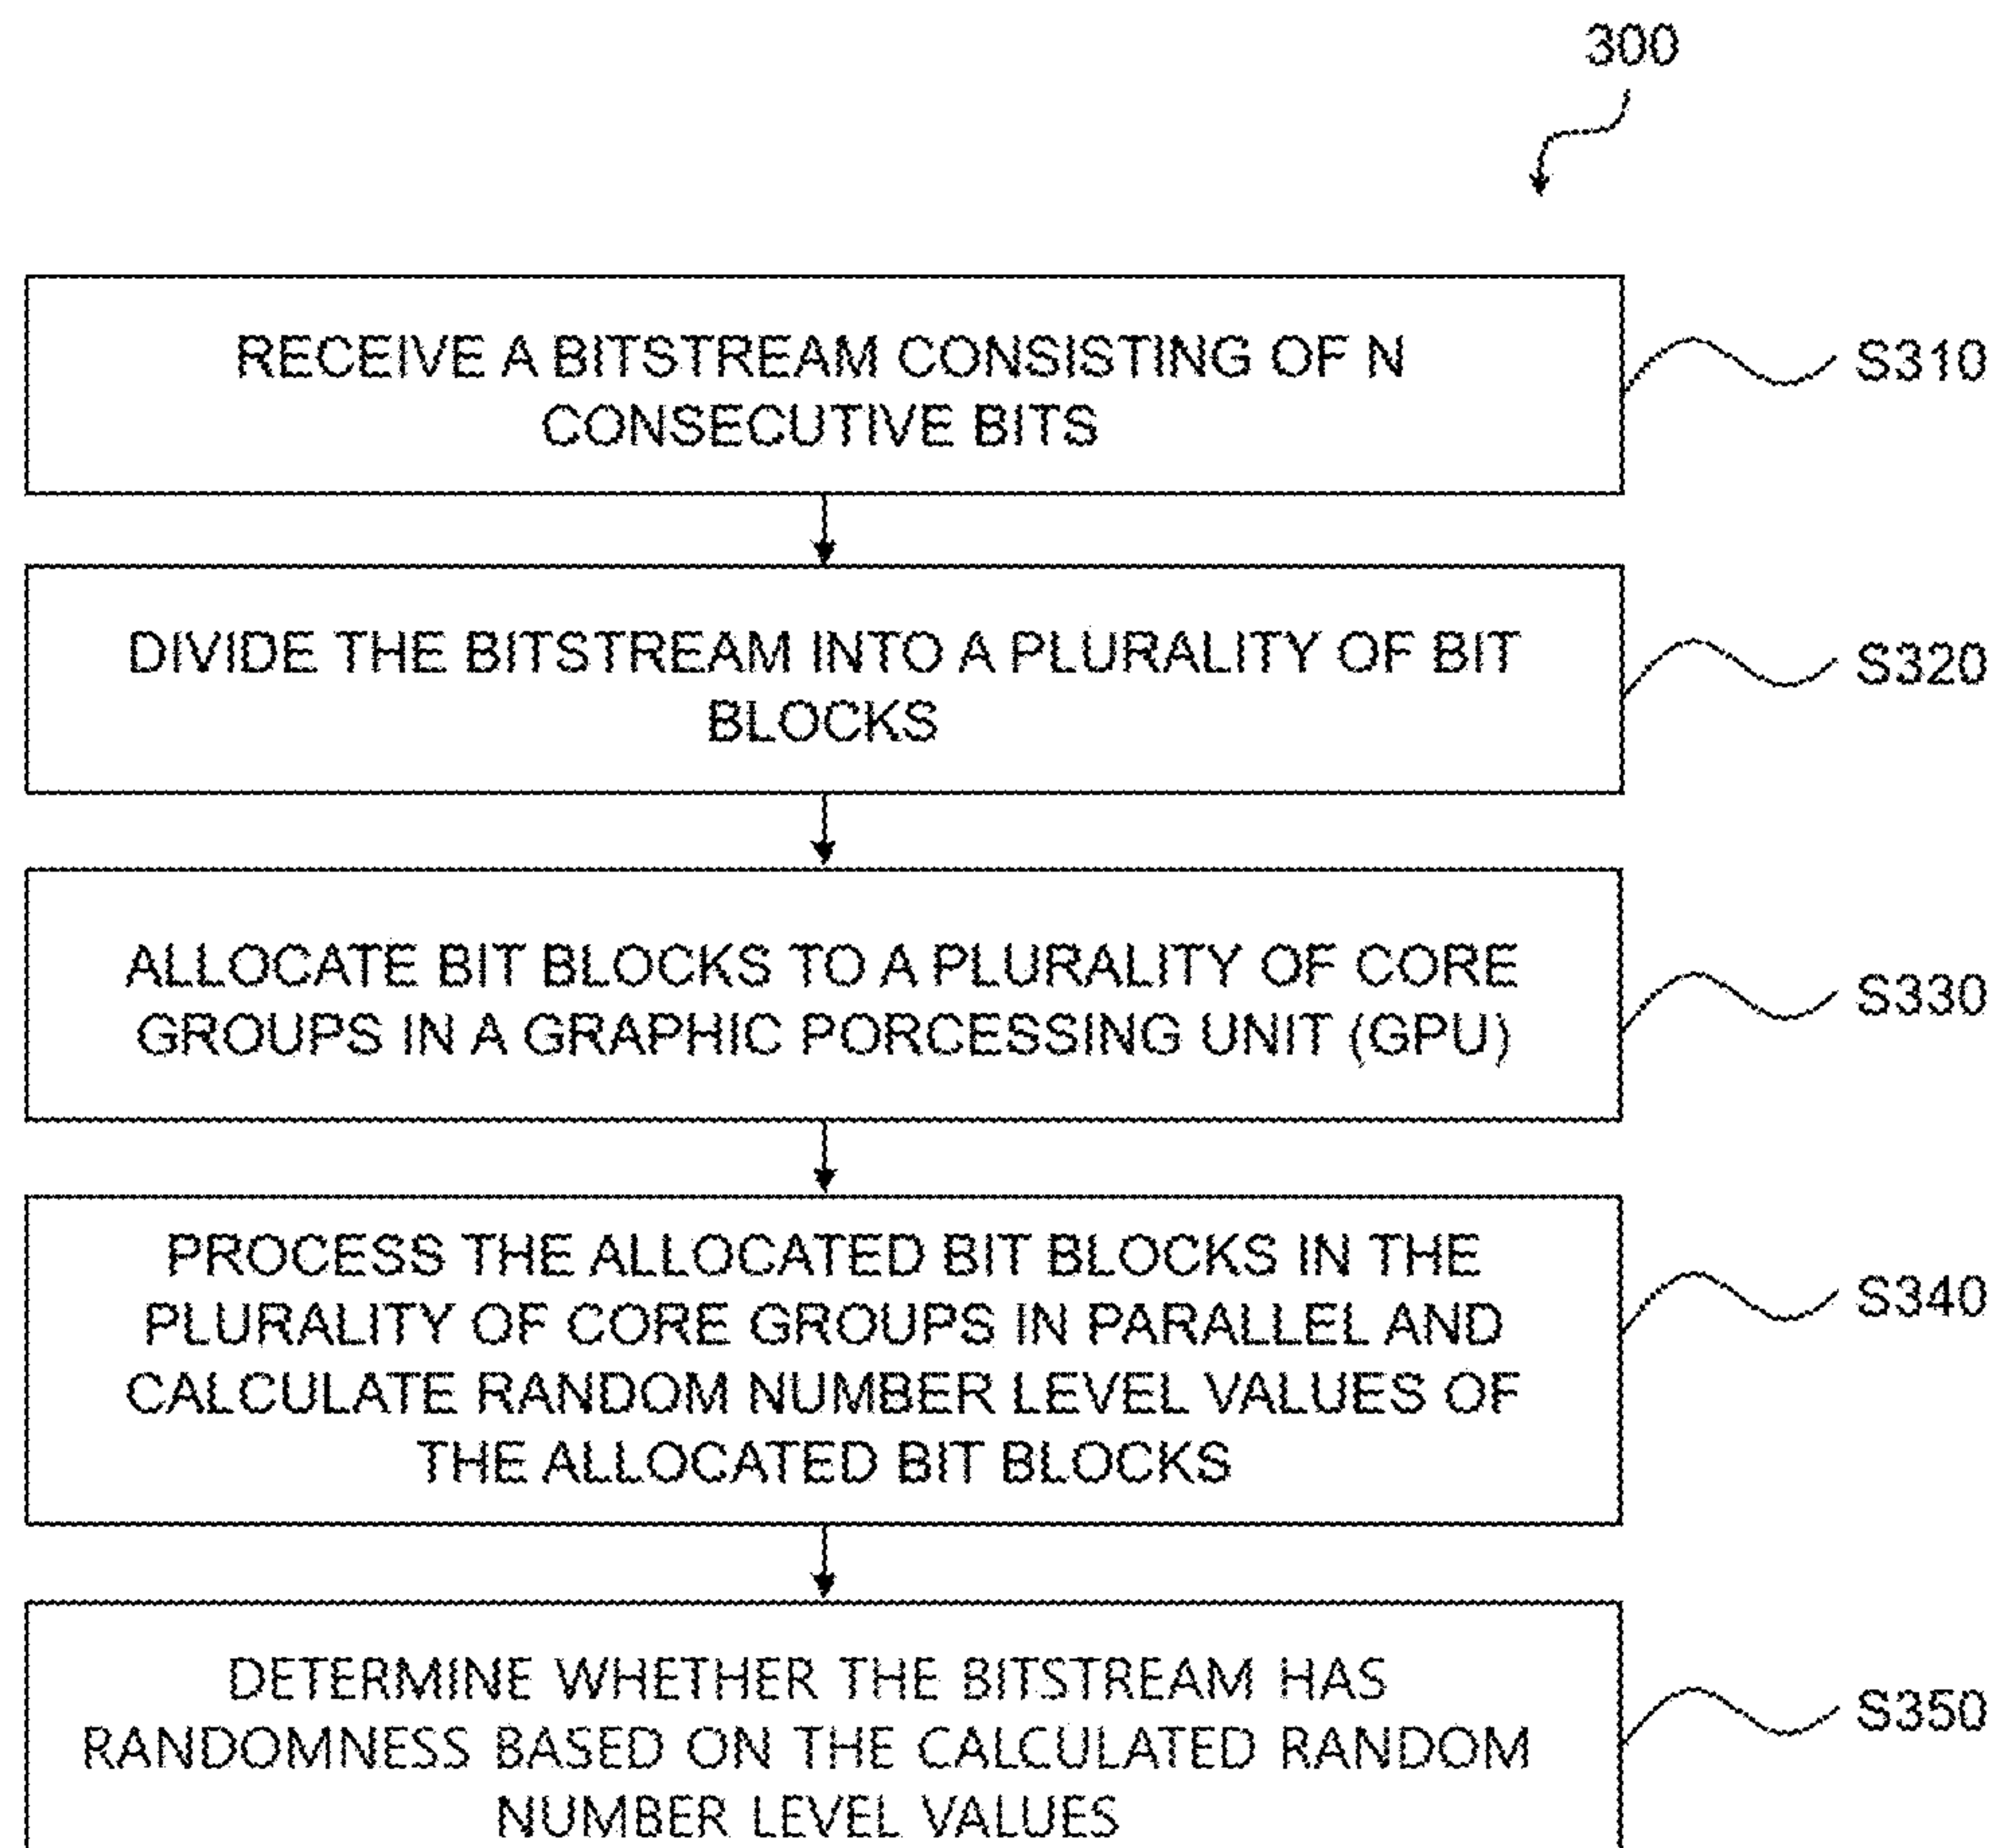 300
RECEIVE A BITSTREAM CONSISTING OF N
CONSECUTIVE BITS
S310
DIVIDE THE BITSTREAM INTO A PLURALITY OF BIT
BLOCKS
S320
ALLOCATE BIT BLOCKS TO A PLURALITY OF CORE
GROUPS IN A GRAPHIC PORCESSING UNIT (GPU)
S330
PROCESS THE ALLOCATED BIT BLOCKS IN THE
PLURALITY OF CORE GROUPS IN PARALLEL AND
CALCULATE RANDOM NUMBER LEVEL VALUES OF
THE ALLOCATED BIT BLOCKS
S340
DETERMINE WHETHER THE BITSTREAM HAS
RANDOMNESS BASED ON THE CALCULATED RANDOM
NUMBER LEVEL VALUES
S350